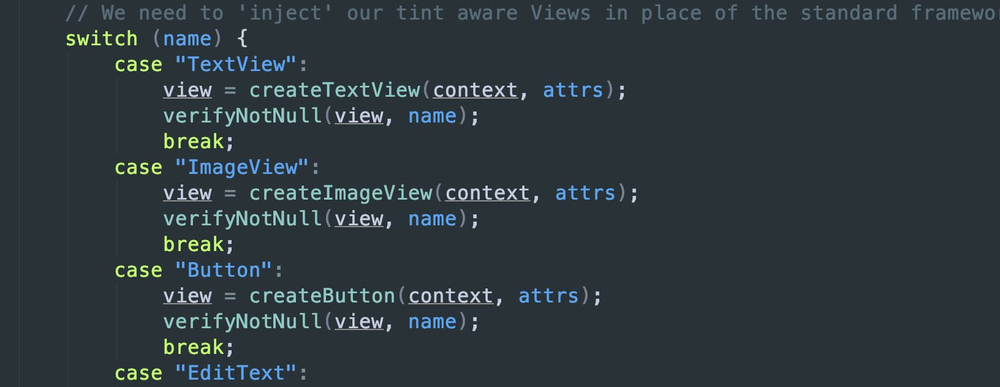 // We need to 'inject' our tint aware Views in place of the standard
switch (name) {
case "TextView":
view = createTextView(context, attrs);
verifyNotNull(view, name);
break;
case "ImageView":
view = createImageView(context, attrs);
verifyNotNull(view, name);
break;
case "Button":
view = createButton(context, attrs);
verifyNotNull(view, name);
break;
case "EditText":